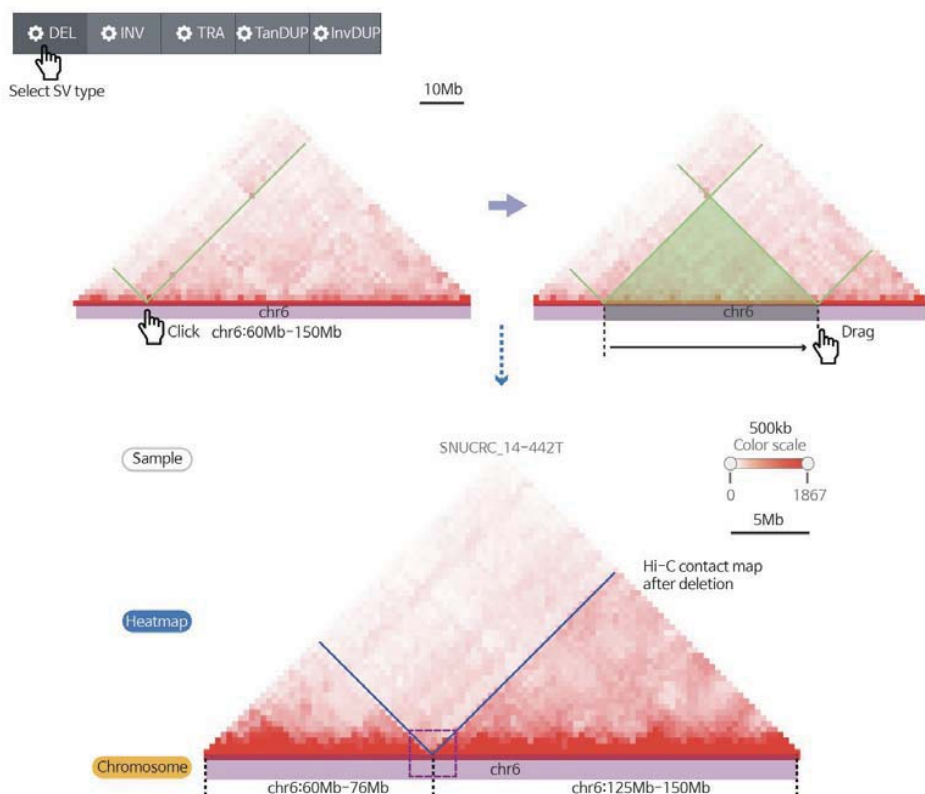 DEL INV TRA TanDUP InvDUP
Select SV type
10Mb
chr6
Click chr6:60Mb-150Mb
chr6
Drag
Sample
SNUCRC_14-442T
500kb
Color scale
0 1867
5Mb
Hi-C contact map
after deletion
Heatmap
Chromosome
chr6
chr6:60Mb-76Mb
chr6:125Mb-150Mb